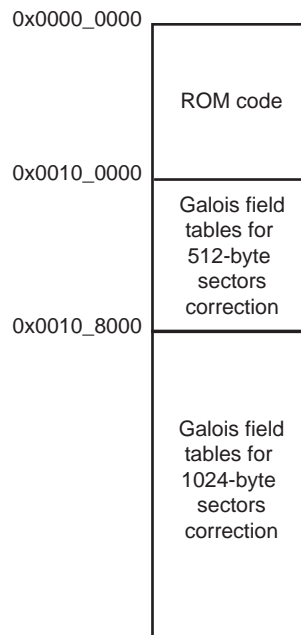 0x0000_0000
ROM code
0x0010_0000
Galois field
tables for
512-byte
sectors
correction
0x0010_8000
Galois field
tables for
1024-byte
sectors
correction